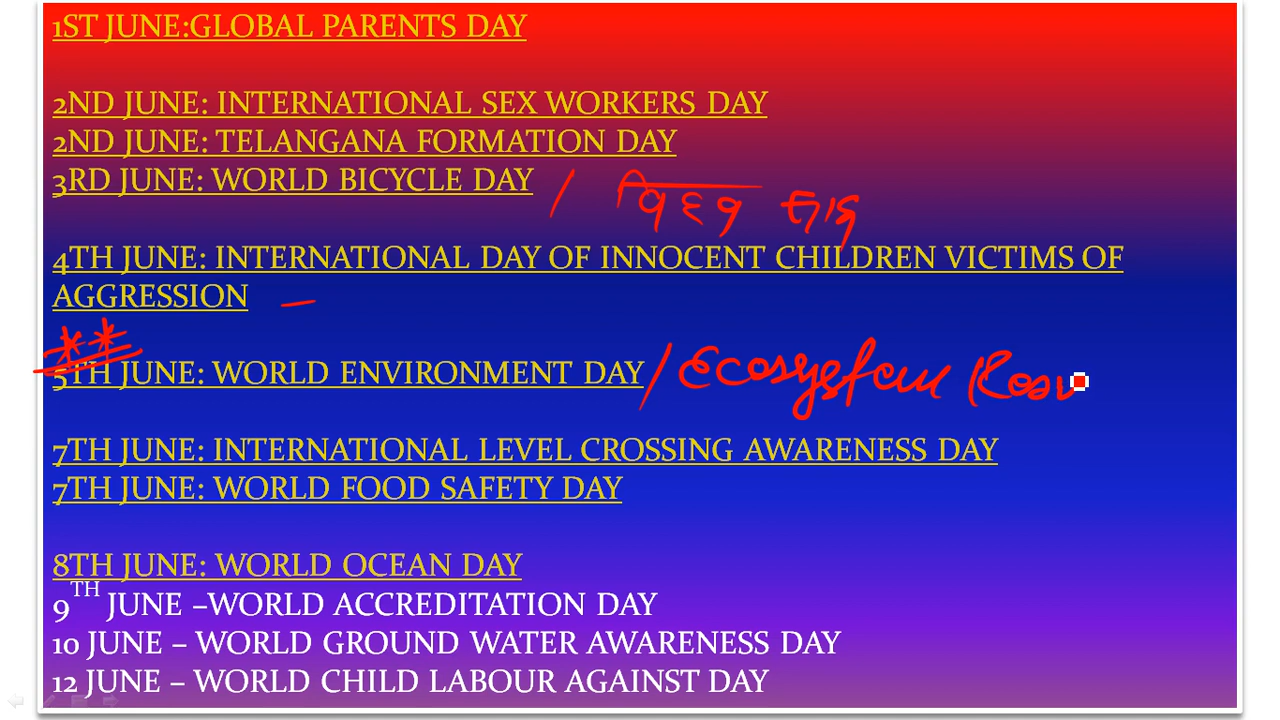 1ST JUNE:GLOBAL PARENTS DAY
2ND JUNE: INTERNATIONAL SEX WORKERS DAY
2ND JUNE: TELANGANA FORMATION DAY
3RD JUNE: WORLD BICYCLE DAY /
4TH JUNE: INTERNATIONAL DAY OF INNOCENT CHILDREN VICTIMS OF
AGGRESSION –
**
5TH JUNE: WORLD ENVIRONMENT DAY / Ecosystem
7TH JUNE: INTERNATIONAL LEVEL CROSSING AWARENESS DAY
7TH JUNE: WORLD FOOD SAFETY DAY
8TH JUNE: WORLD OCEAN DAY
9TH JUNE –WORLD ACCREDITATION DAY
10 JUNE – WORLD GROUND WATER AWARENESS DAY
12 JUNE – WORLD CHILD LABOUR AGAINST DAY